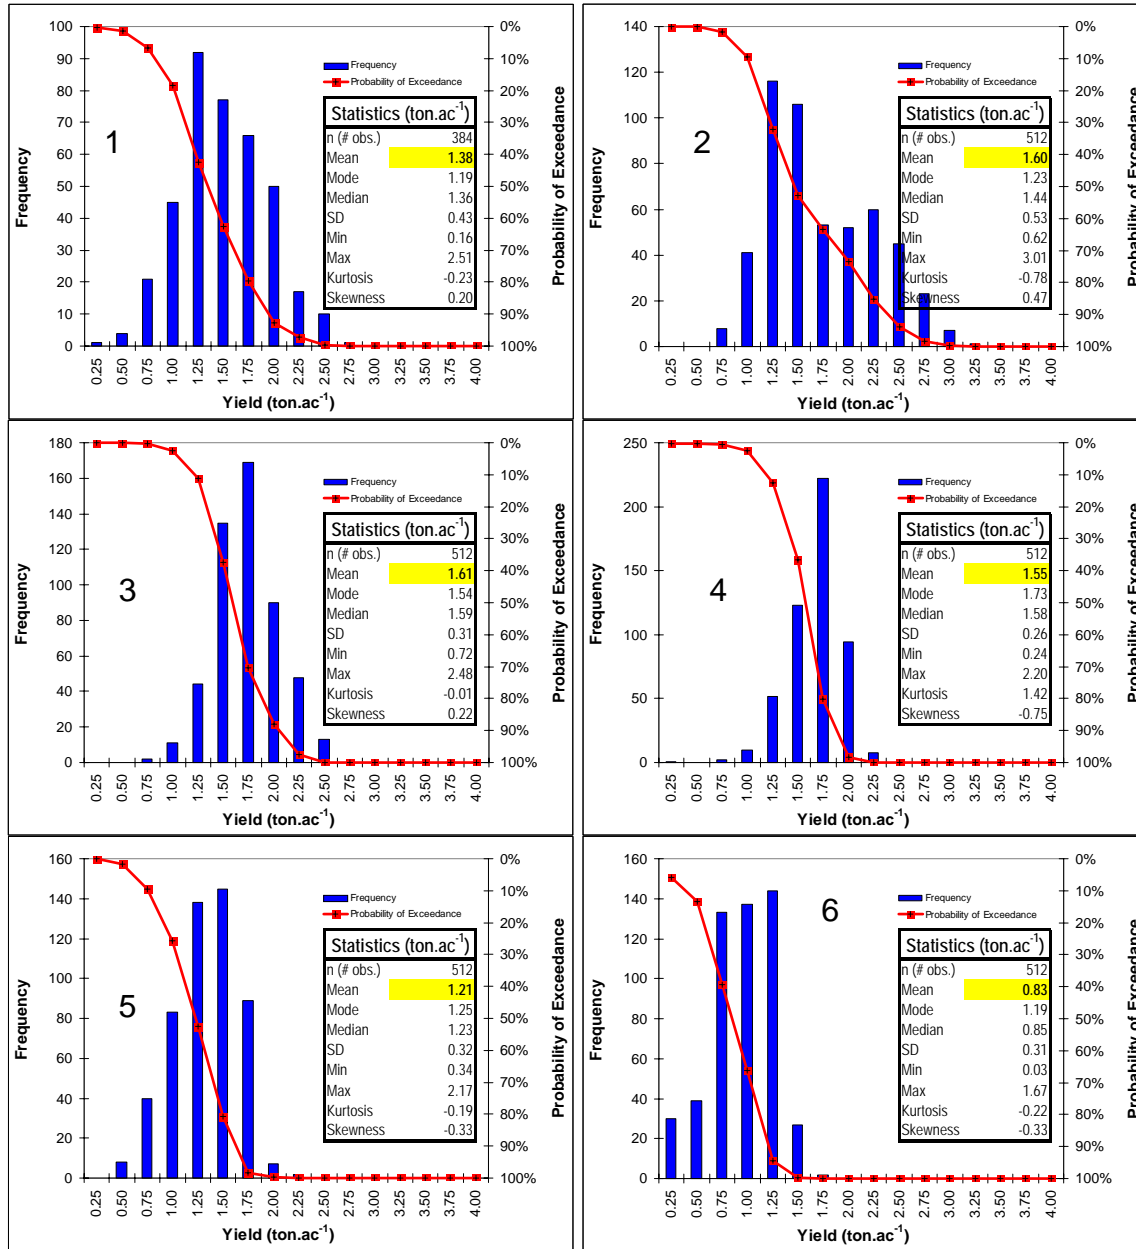 100 0%
90 10%
80 20%
70 30%
60 40%
50 50%
40 60%
30 70%
20 80%
10 90%
0 100%
Frequency
Probability of Exceedance
1
Frequency
Probability of Exceedance
Statistics (ton.ac⁻¹)
n (# obs.) 384
Mean 1.38
Mode 1.19
Median 1.36
SD 0.43
Min 0.16
Max 2.51
Kurtosis -0.23
Skewness 0.20
0.25 0.50 0.75 1.00 1.25 1.50 1.75 2.00 2.25 2.50 2.75 3.00 3.25 3.50 3.75 4.00
Yield (ton.ac⁻¹)
140 0%
120 10%
100 20%
80 30%
60 40%
40 50%
20 60%
0 70%
80%
90%
100%
Frequency
Probability of Exceedance
2
Frequency
Probability of Exceedance
Statistics (ton.ac⁻¹)
n (# obs.) 512
Mean 1.60
Mode 1.23
Median 1.44
SD 0.53
Min 0.62
Max 3.01
Kurtosis -0.78
Skewness 0.47
0.25 0.50 0.75 1.00 1.25 1.50 1.75 2.00 2.25 2.50 2.75 3.00 3.25 3.50 3.75 4.00
Yield (ton.ac⁻¹)
180 0%
160 10%
140 20%
120 30%
100 40%
80 50%
60 60%
40 70%
20 80%
0 90%
100%
Frequency
Probability of Exceedance
3
Frequency
Probability of Exceedance
Statistics (ton.ac⁻¹)
n (# obs.) 512
Mean 1.61
Mode 1.54
Median 1.59
SD 0.31
Min 0.72
Max 2.48
Kurtosis -0.01
Skewness 0.22
0.25 0.50 0.75 1.00 1.25 1.50 1.75 2.00 2.25 2.50 2.75 3.00 3.25 3.50 3.75 4.00
Yield (ton.ac⁻¹)
250 0%
200 10%
150 20%
100 30%
50 40%
0 50%
60%
70%
80%
90%
100%
Frequency
Probability of Exceedance
4
Frequency
Probability of Exceedance
Statistics (ton.ac⁻¹)
n (# obs.) 512
Mean 1.55
Mode 1.73
Median 1.58
SD 0.26
Min 0.24
Max 2.20
Kurtosis 1.42
Skewness -0.75
0.25 0.50 0.75 1.00 1.25 1.50 1.75 2.00 2.25 2.50 2.75 3.00 3.25 3.50 3.75 4.00
Yield (ton.ac⁻¹)
160 0%
140 10%
120 20%
100 30%
80 40%
60 50%
40 60%
20 70%
0 80%
90%
100%
Frequency
Probability of Exceedance
5
Frequency
Probability of Exceedance
Statistics (ton.ac⁻¹)
n (# obs.) 512
Mean 1.21
Mode 1.25
Median 1.23
SD 0.32
Min 0.34
Max 2.17
Kurtosis -0.19
Skewness -0.33
0.25 0.50 0.75 1.00 1.25 1.50 1.75 2.00 2.25 2.50 2.75 3.00 3.25 3.50 3.75 4.00
Yield (ton.ac⁻¹)
160 0%
140 10%
120 20%
100 30%
80 40%
60 50%
40 60%
20 70%
0 80%
90%
100%
Frequency
Probability of Exceedance
6
Frequency
Probability of Exceedance
Statistics (ton.ac⁻¹)
n (# obs.) 512
Mean 0.83
Mode 1.19
Median 0.85
SD 0.31
Min 0.03
Max 1.67
Kurtosis -0.22
Skewness -0.33
0.25 0.50 0.75 1.00 1.25 1.50 1.75 2.00 2.25 2.50 2.75 3.00 3.25 3.50 3.75 4.00
Yield (ton.ac⁻¹)